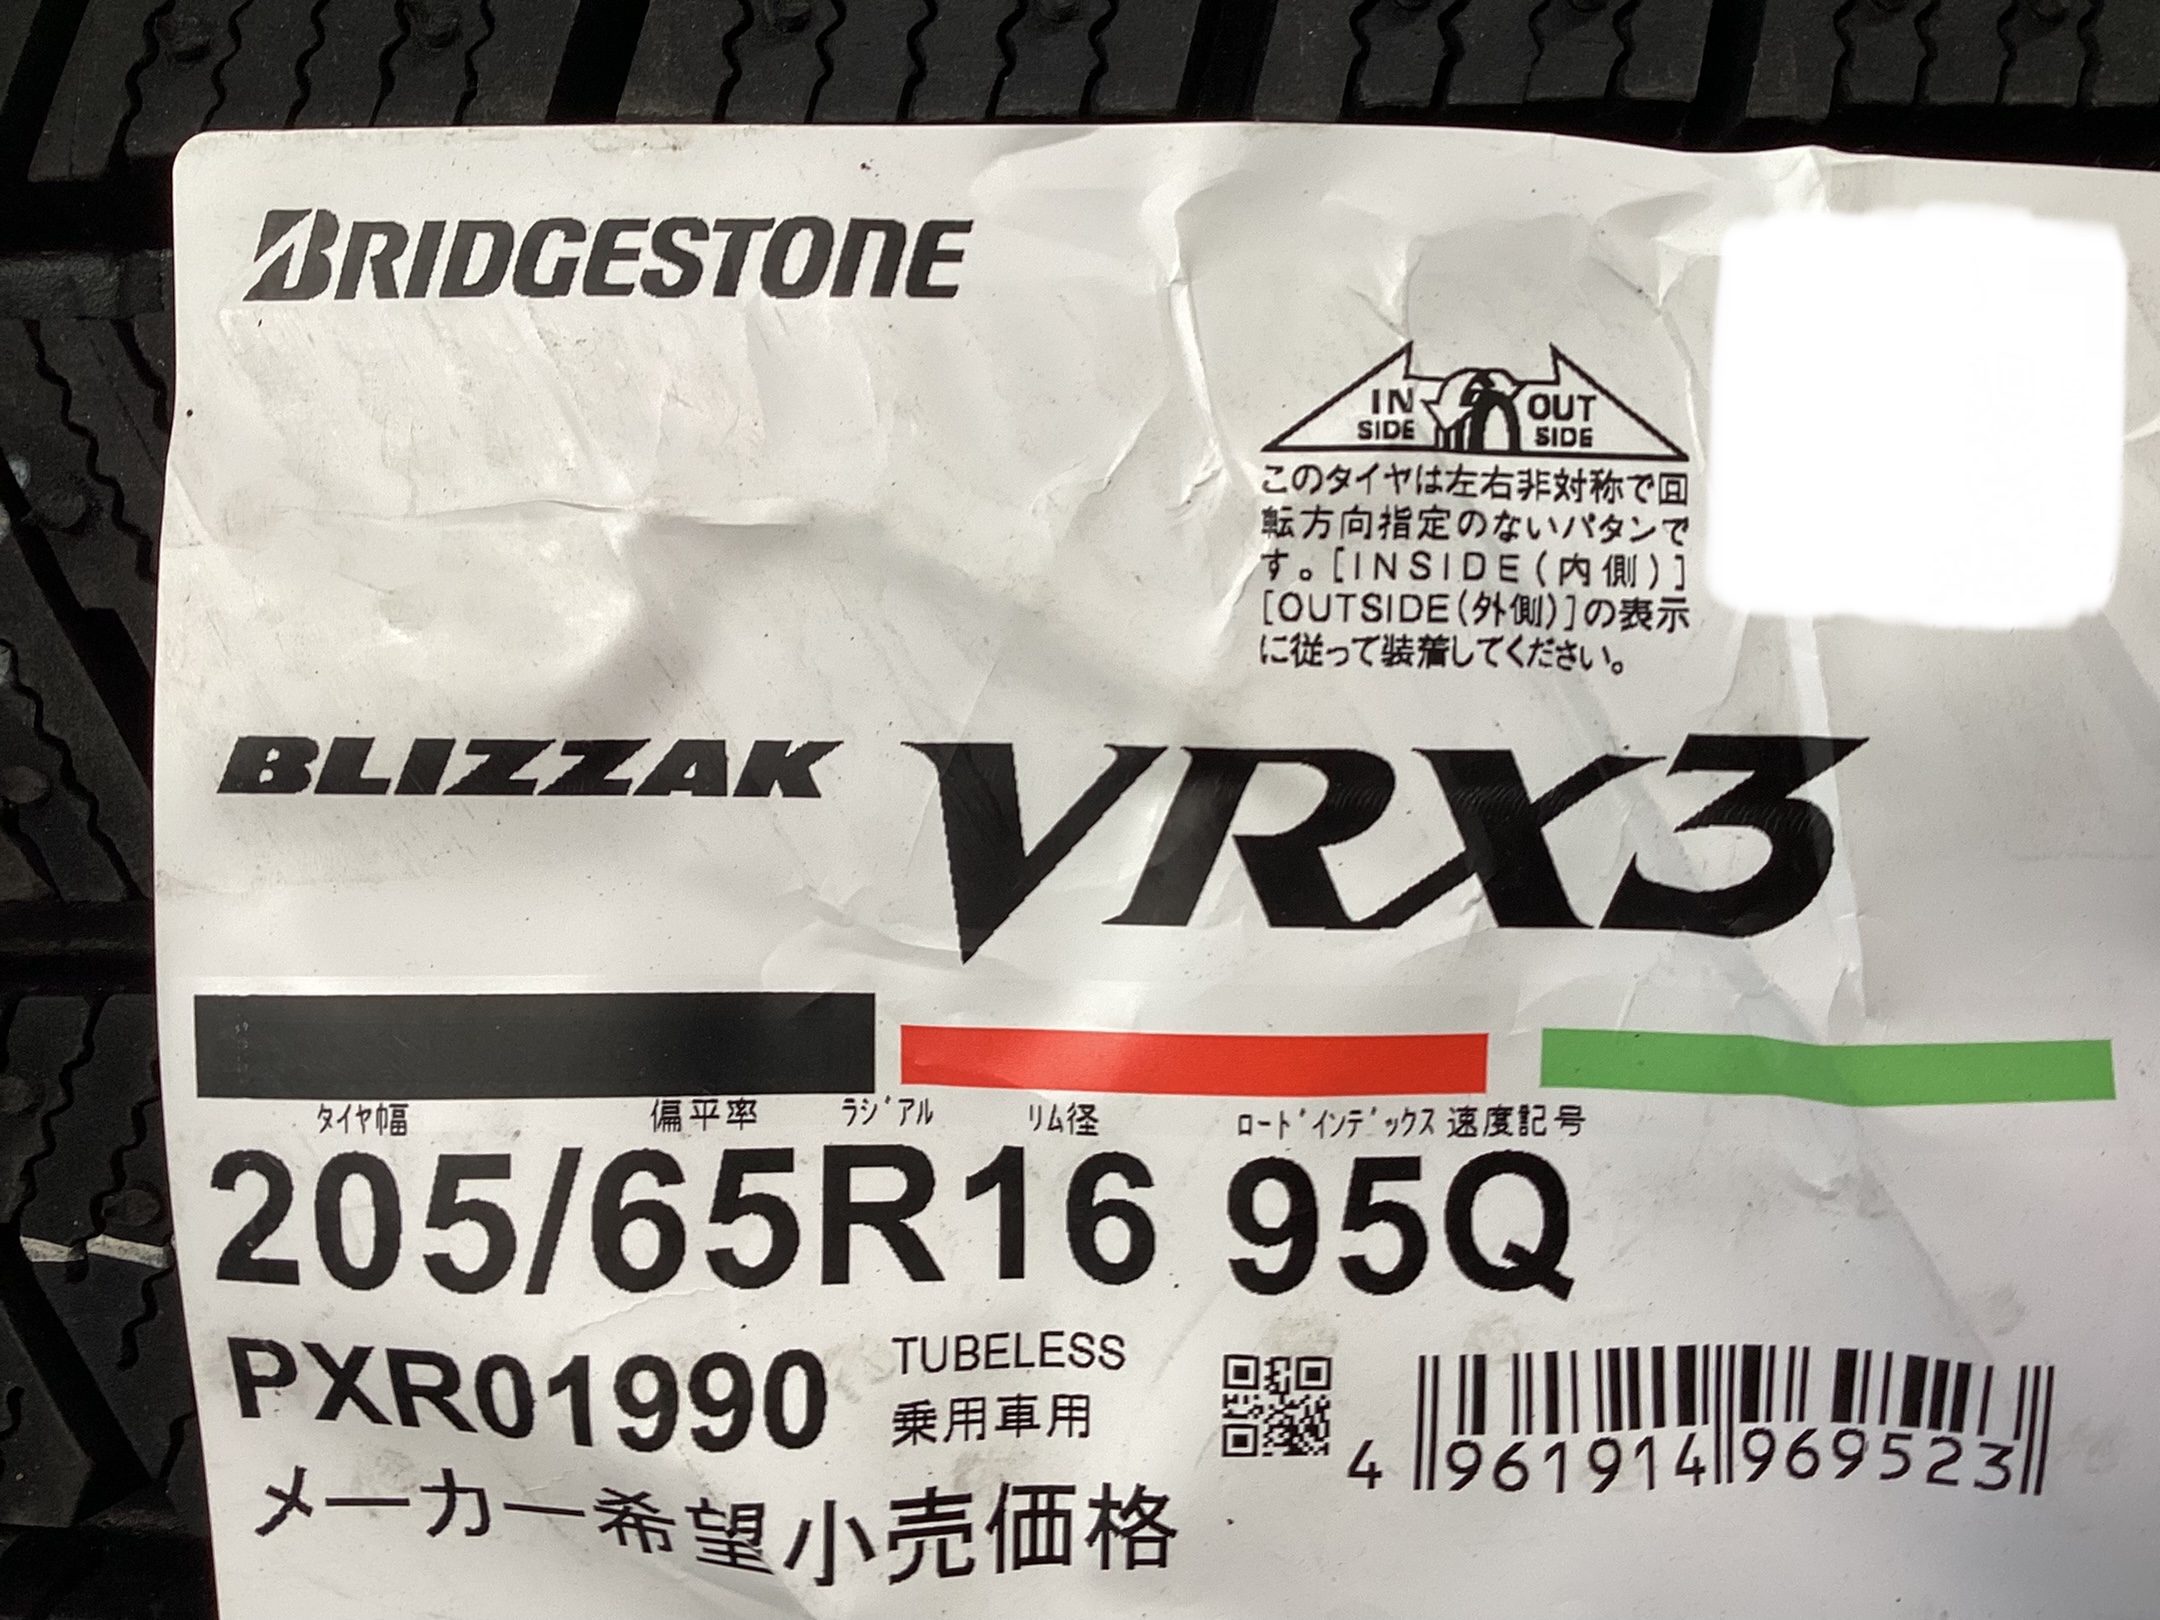 BRIDGESTONE
IN SIDE
OUT SIDE
このタイヤは左右非対称で回
転方向指定のないパタンで
す。[INSIDE(内側)]
[OUTSIDE(外側)]の表示
に従って装着してください。
BLIZZAK VRX3
タイヤ幅 偏平率 ラジアル リム径 ロードインデックス 速度記号
205/65R16 95Q
PXR01990
TUBELESS
乗用車用
4 961914 969523
メーカー希望小売価格